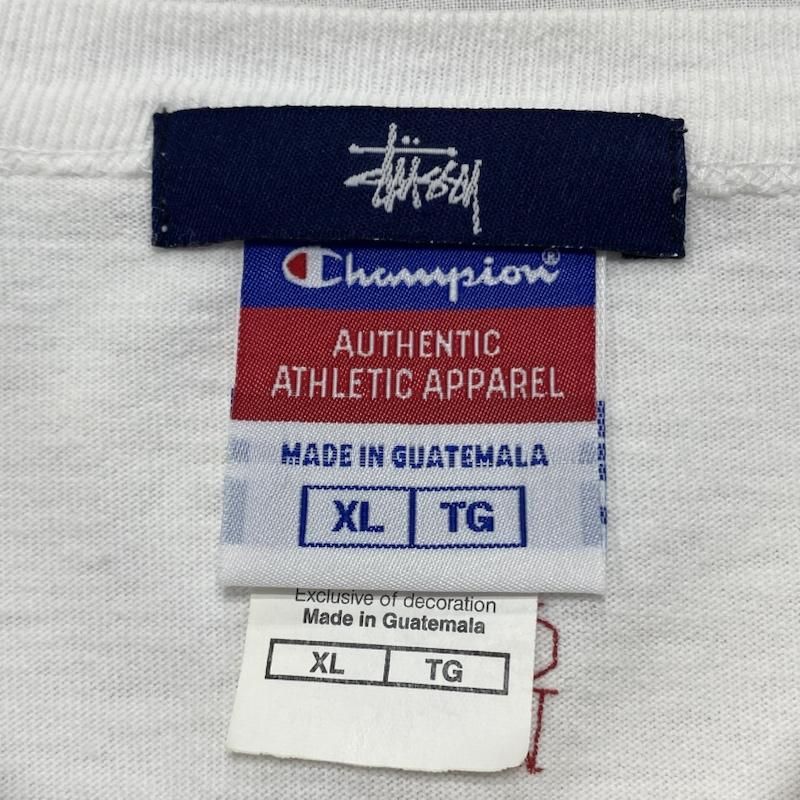 Stüssy
Champion®
AUTHENTIC
ATHLETIC APPAREL
MADE IN GUATEMALA
XL TG
Exclusive of decoration
Made in Guatemala
XL TG